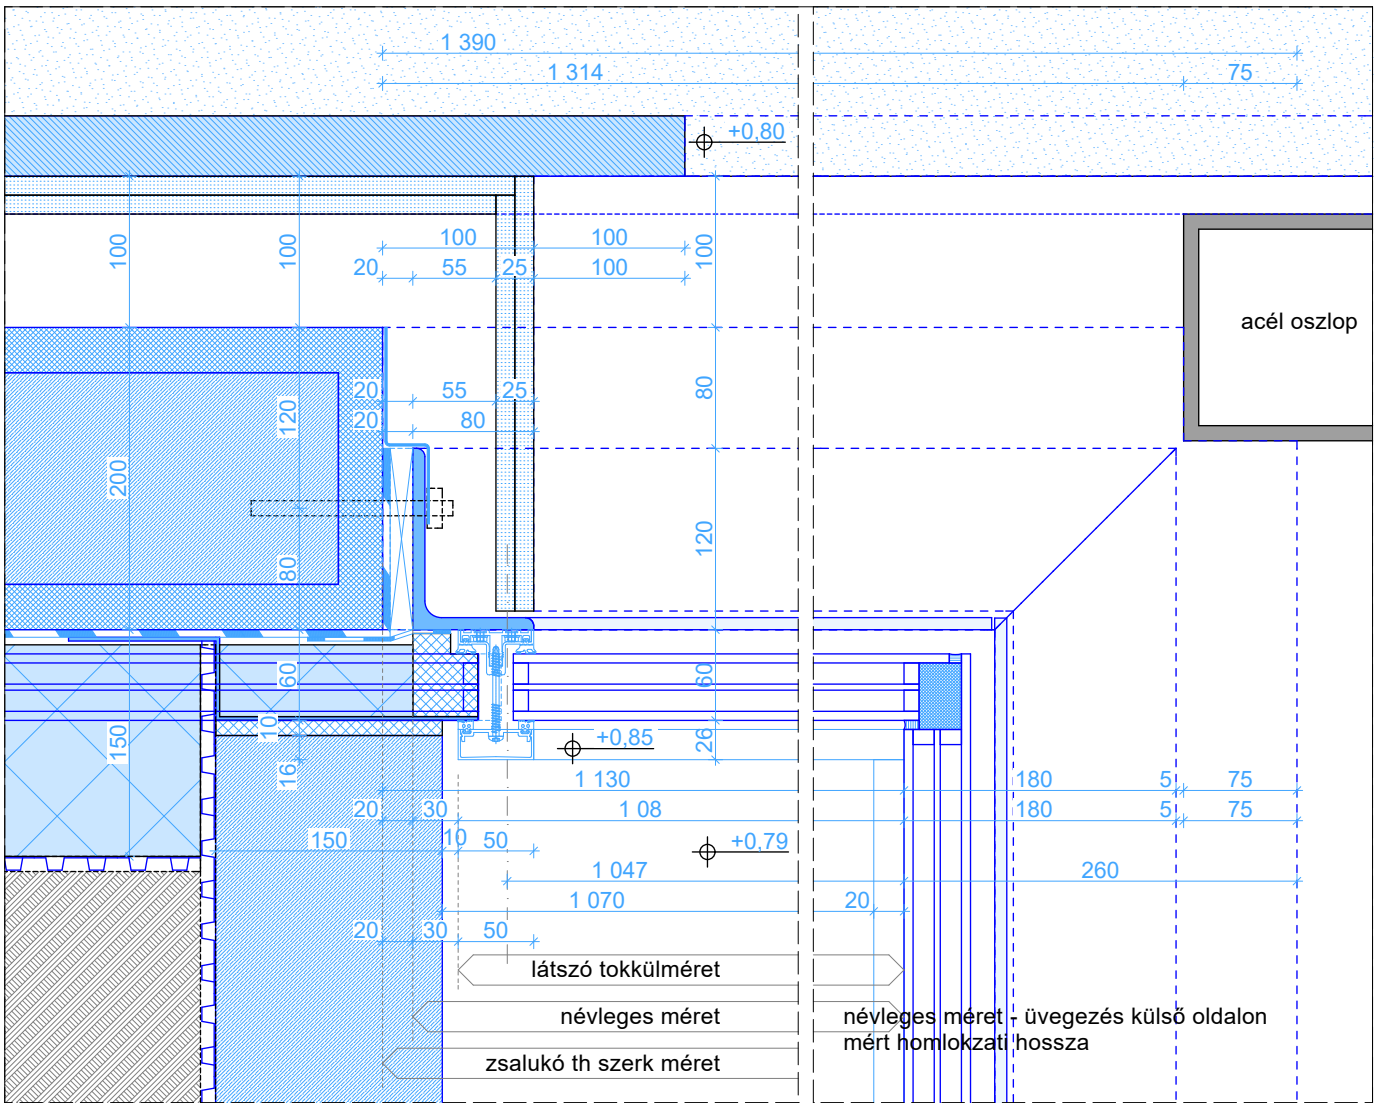 1 390
1 314 75
+0,80
100 100 100 100 100
20 55 25 100
acél oszlop
20 55 25 80
120 20 80
200
80 120
60 60
150 10 +0,85 26
16 1 130 180 5 75
20 30 1 08 180 5 75
150 10 50 +0,79
1 047 260
1 070 20
20 30 50
látszó tokkülméret
névleges méret
névleges méret - üvegezés külső oldalon
mért homlokzati hossza
zsalukó th szerk méret